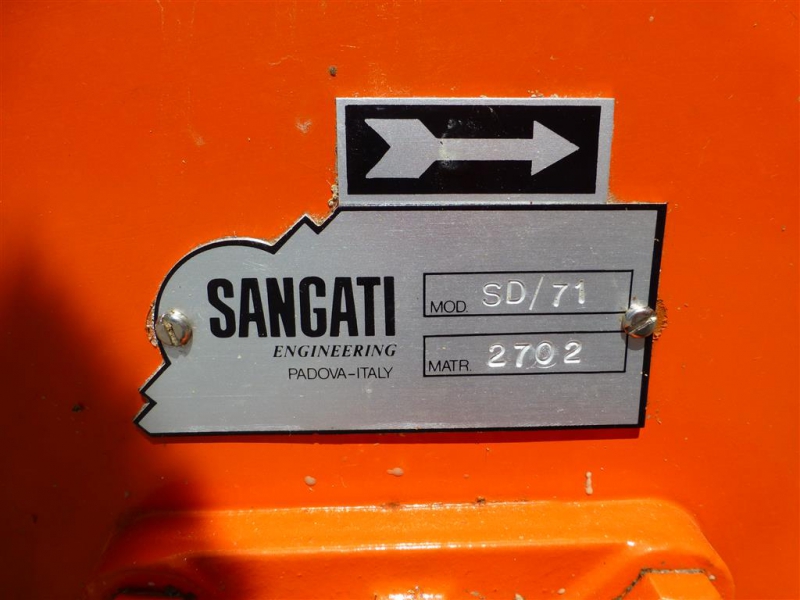 SANGATI
ENGINEERING
PADOVA-ITALY
MOD. SD/71
MATR. 2702